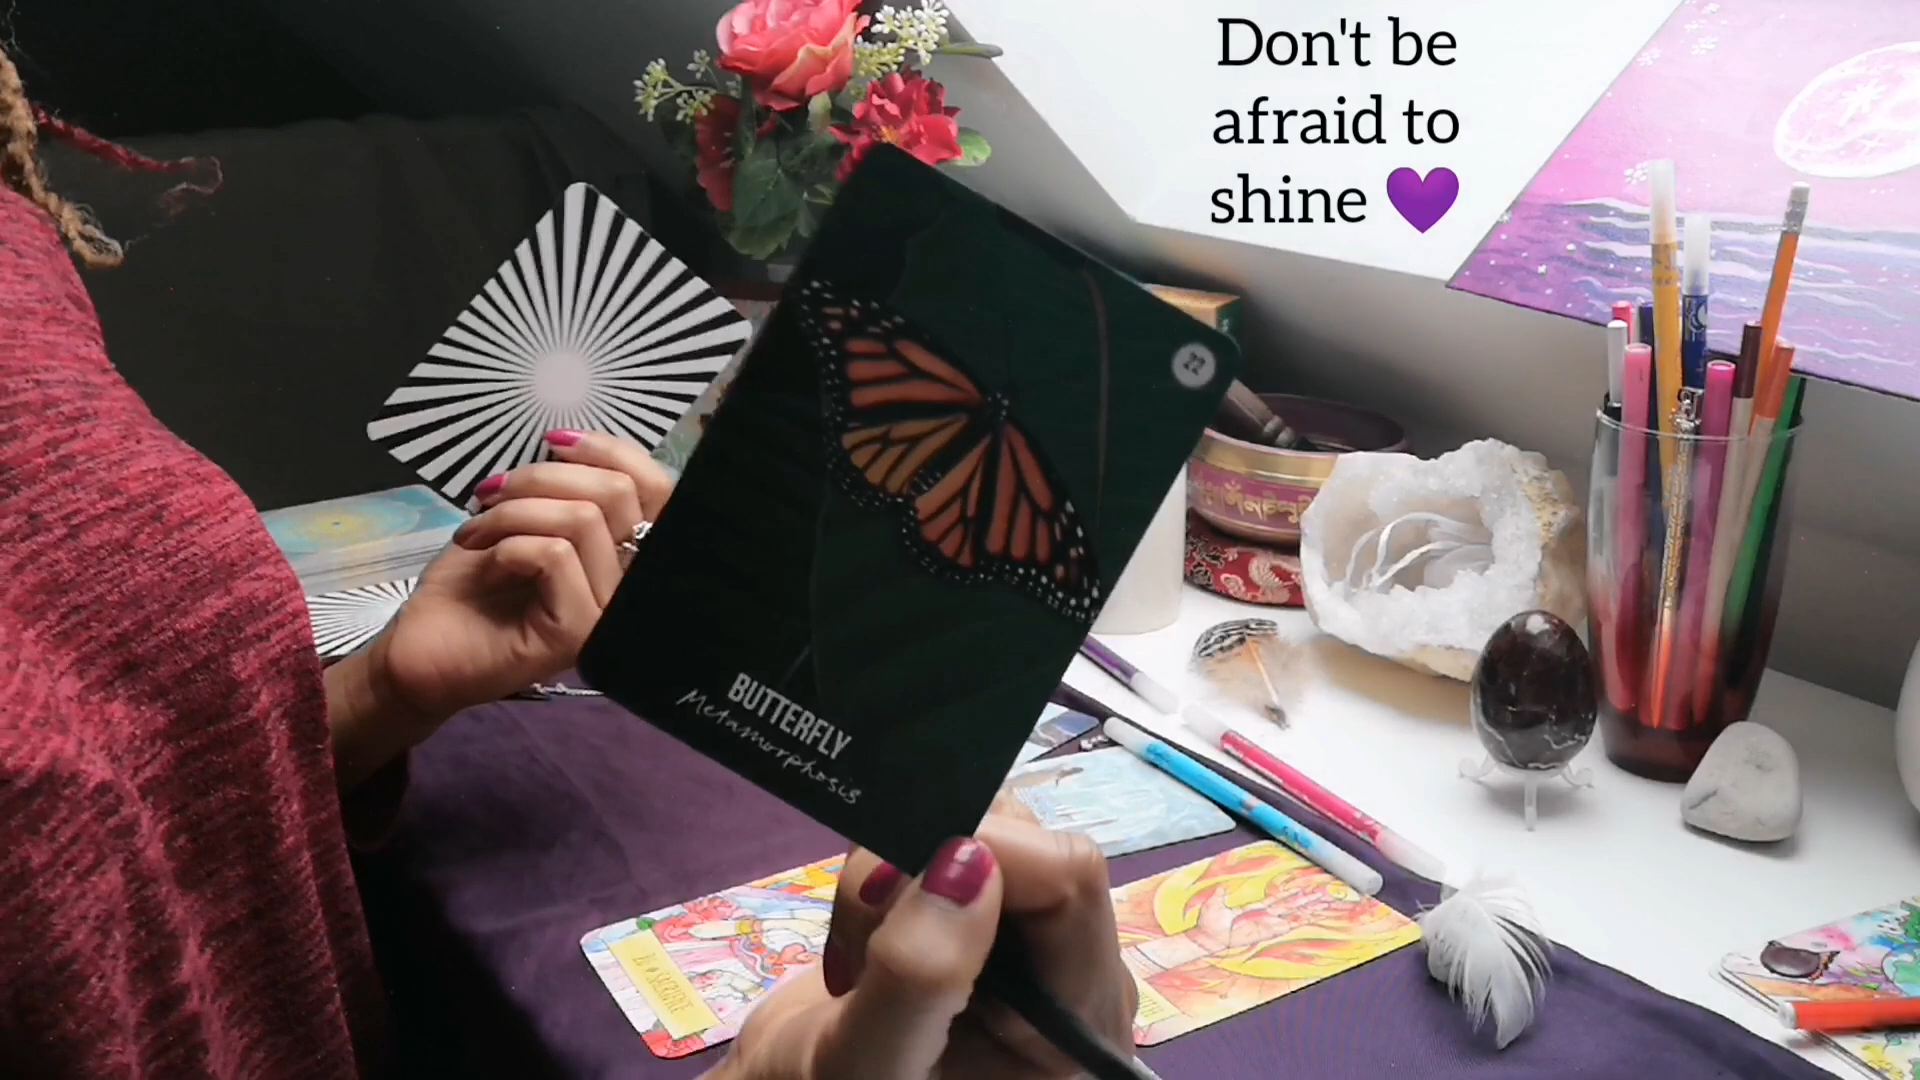 Don't be
afraid to
shine 💜
22
BUTTERFLY
Metamorphosis